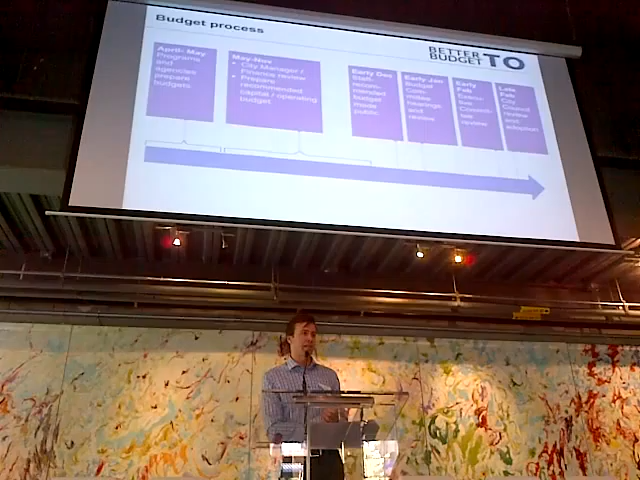 Budget process
BETTER
BUDGET TO
April- May
Programs
and
agencies
prepare
budgets.
May-Nov
• City Manager /
Finance review
• Prepare
recommended
capital / operating
budget.
Early Dec
Staff-
recom-
mended
budget
made
public.
Early Jan
Budget
Com-
mittee
hearings
and
review
Early
Feb
Execu-
tive
Commit-
tee
review
Late
Feb
City
Council
review
and
adoption